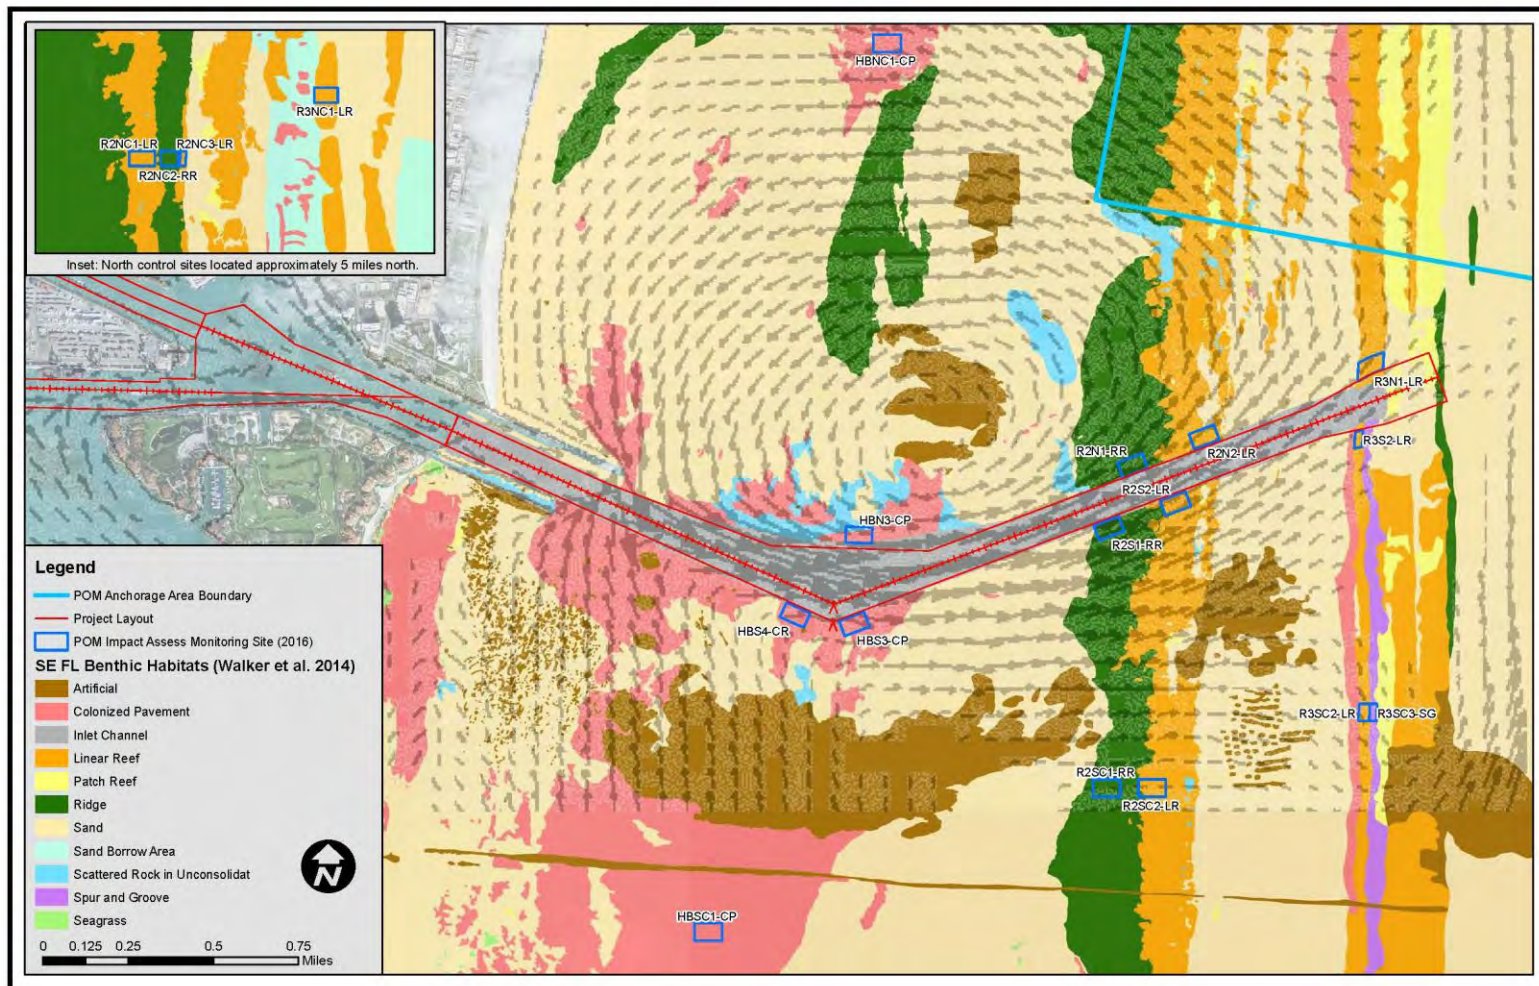 R3NC1-LR
R2NC1-LR
R2NC3-LR
R2NC2-RR
Inset: North control sites located approximately 5 miles north.
HBNC1-CP
R3N1-LR
R3S2-LR
R2N1-RR
R2N2-LR
R2S2-LR
R2S1-RR
HBN3-CP
HBS4-CR
HBS3-CP
R3SC2-LR
R3SC3-SG
R2SC1-RR
R2SC2-LR
HBSC1-CP
Legend
POM Anchorage Area Boundary
Project Layout
POM Impact Assess Monitoring Site (2016)
SE FL Benthic Habitats (Walker et al. 2014)
Artificial
Colonized Pavement
Inlet Channel
Linear Reef
Patch Reef
Ridge
Sand
Sand Borrow Area
Scattered Rock in Unconsolidat
Spur and Groove
Seagrass
N
0 0.125 0.25 0.5 0.75
Miles